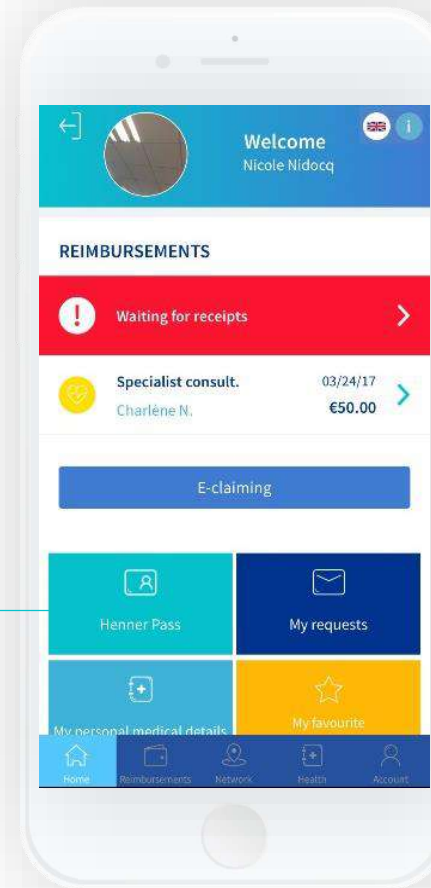 Welcome
i
Nicole Nidocq
REIMBURSEMENTS
! Waiting for receipts
Specialist consult. 03/24/17
Charlène N. €50.00
E-claiming
Henner Pass My requests
My personal medical details My favourite
Home Reimbursements Network Health Account